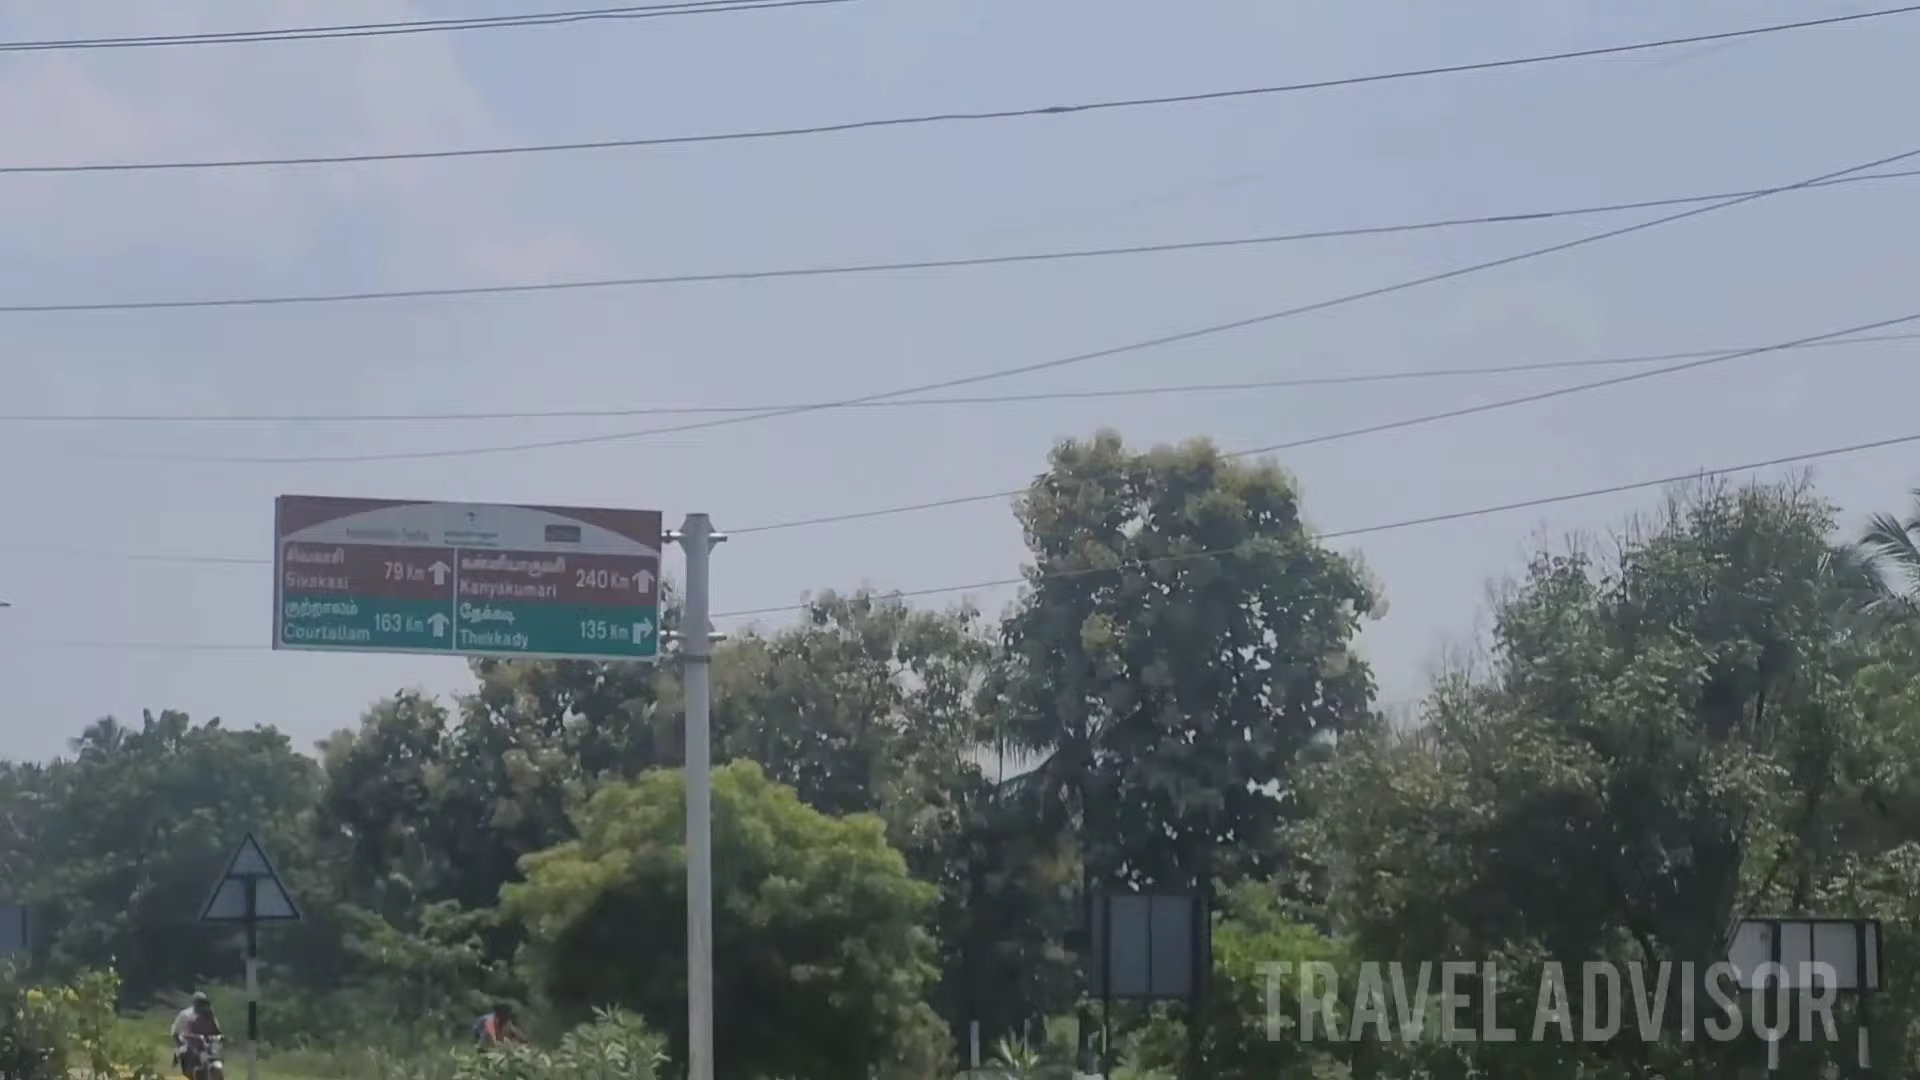 சிவகாசி
Sivakasi
79 Km
கன்னியாகுமரி
Kanyakumari
240 Km
குற்றாலம்
Courtallam
163 Km
தேக்கடி
Thekkady
135 Km
TRAVEL ADVISOR